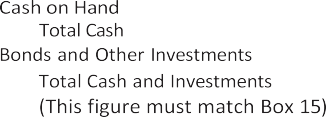 Cash on Hand
Total Cash
Bonds and Other Investments
Total Cash and Investments
(This figure must match Box 15)